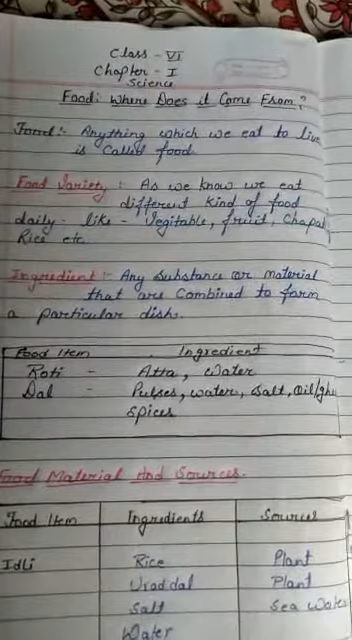 Class - VI
Chapter - I
Science
Food: Where Does it Come From?
Food:- Anything which we eat to live
is Called food.
Food Variety : As we know we eat
different kind of food
daily - like - Vegitable, fruit, Chapat
Rice etc
Ingredient :- Any Substance or material
that are Combined to form
a particular dish.
Food Item Ingredient
Roti - Atta, Water
Dal - Pulses, water, Salt, Oil/ghe
Spices
Food Material And Sources.
Food Item Ingredients Sources
Idli Rice Plant
Urad dal Plant
Salt Sea Water
Water